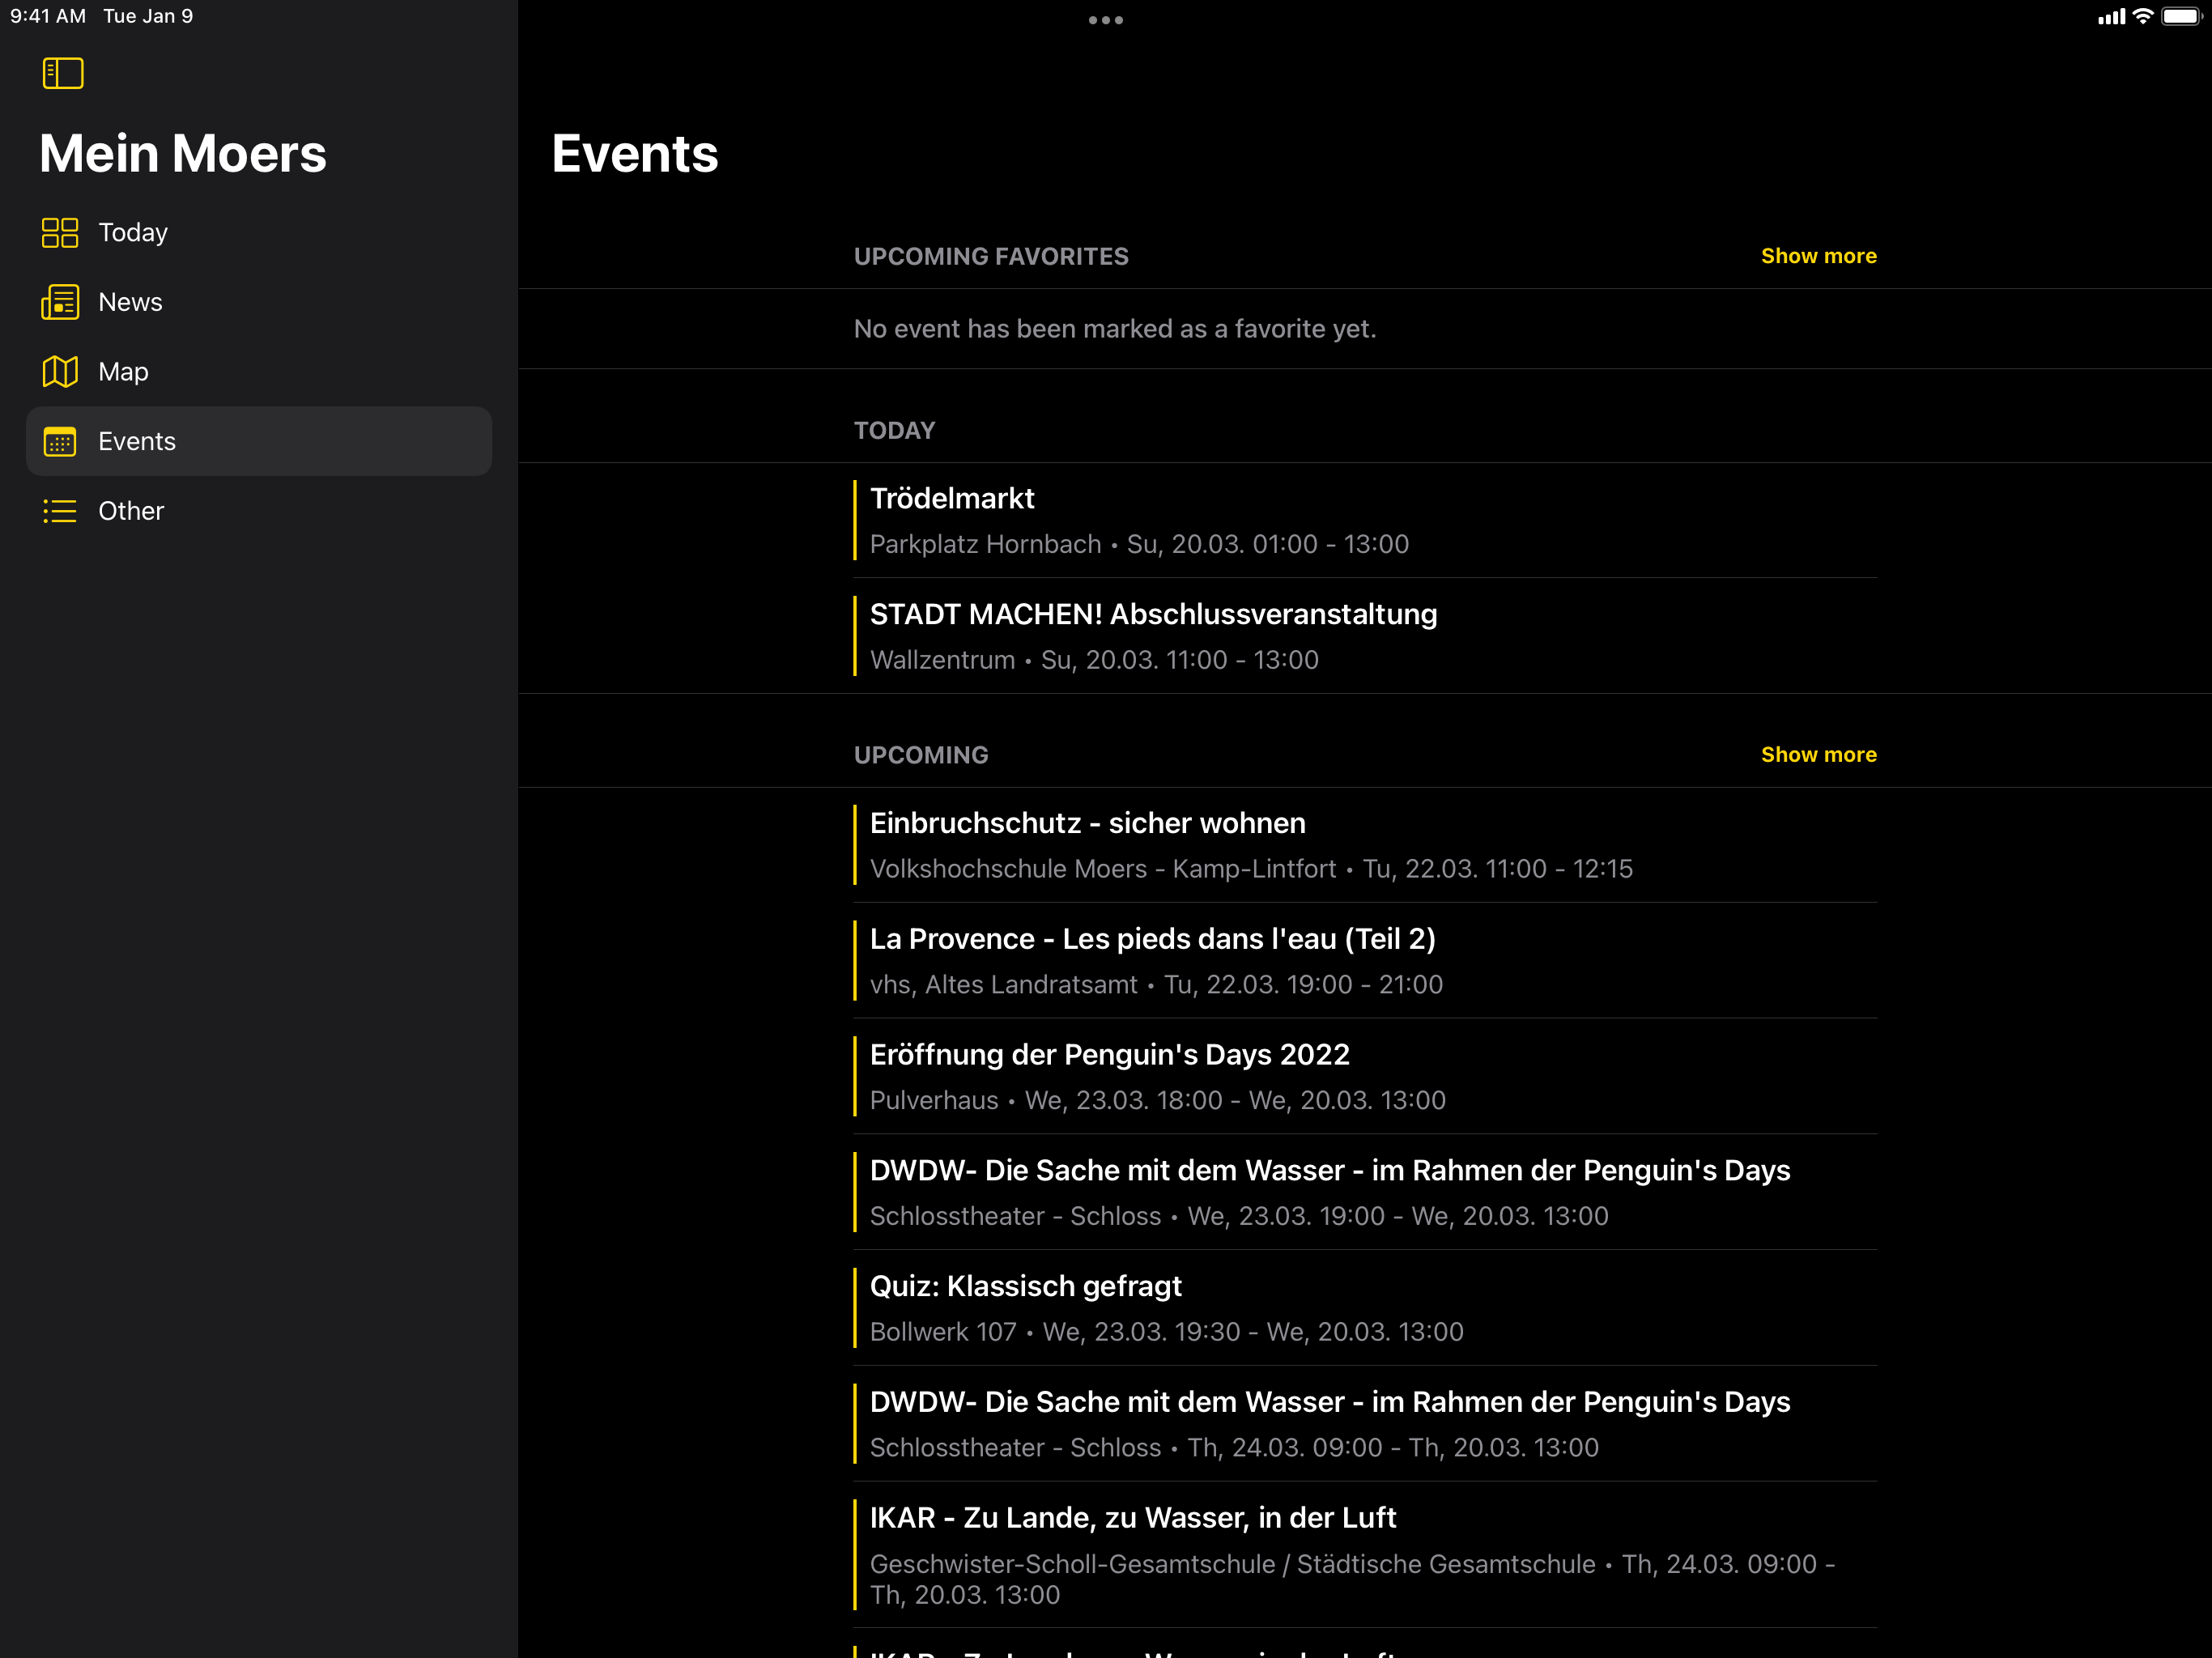 9:41 AM Tue Jan 9
Mein Moers
Today
News
Map
Events
Other
Events
UPCOMING FAVORITES Show more
No event has been marked as a favorite yet.
TODAY
Trödelmarkt
Parkplatz Hornbach • Su, 20.03. 01:00 - 13:00
STADT MACHEN! Abschlussveranstaltung
Wallzentrum • Su, 20.03. 11:00 - 13:00
UPCOMING Show more
Einbruchschutz - sicher wohnen
Volkshochschule Moers - Kamp-Lintfort • Tu, 22.03. 11:00 - 12:15
La Provence - Les pieds dans l'eau (Teil 2)
vhs, Altes Landratsamt • Tu, 22.03. 19:00 - 21:00
Eröffnung der Penguin's Days 2022
Pulverhaus • We, 23.03. 18:00 - We, 20.03. 13:00
DWDW- Die Sache mit dem Wasser - im Rahmen der Penguin's Days
Schlosstheater - Schloss • We, 23.03. 19:00 - We, 20.03. 13:00
Quiz: Klassisch gefragt
Bollwerk 107 • We, 23.03. 19:30 - We, 20.03. 13:00
DWDW- Die Sache mit dem Wasser - im Rahmen der Penguin's Days
Schlosstheater - Schloss • Th, 24.03. 09:00 - Th, 20.03. 13:00
IKAR - Zu Lande, zu Wasser, in der Luft
Geschwister-Scholl-Gesamtschule / Städtische Gesamtschule • Th, 24.03. 09:00 -
Th, 20.03. 13:00